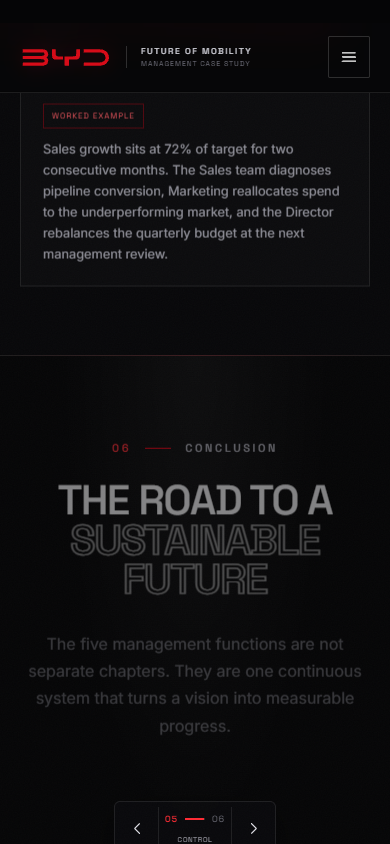 BYD
FUTURE OF MOBILITY
MANAGEMENT CASE STUDY
WORKED EXAMPLE
Sales growth sits at 72% of target for two
consecutive months. The Sales team diagnoses
pipeline conversion, Marketing reallocates spend
to the underperforming market, and the Director
rebalances the quarterly budget at the next
management review.
06 CONCLUSION
THE ROAD TO A
SUSTAINABLE
FUTURE
The five management functions are not
separate chapters. They are one continuous
system that turns a vision into measurable
progress.
05 06
CONTROL